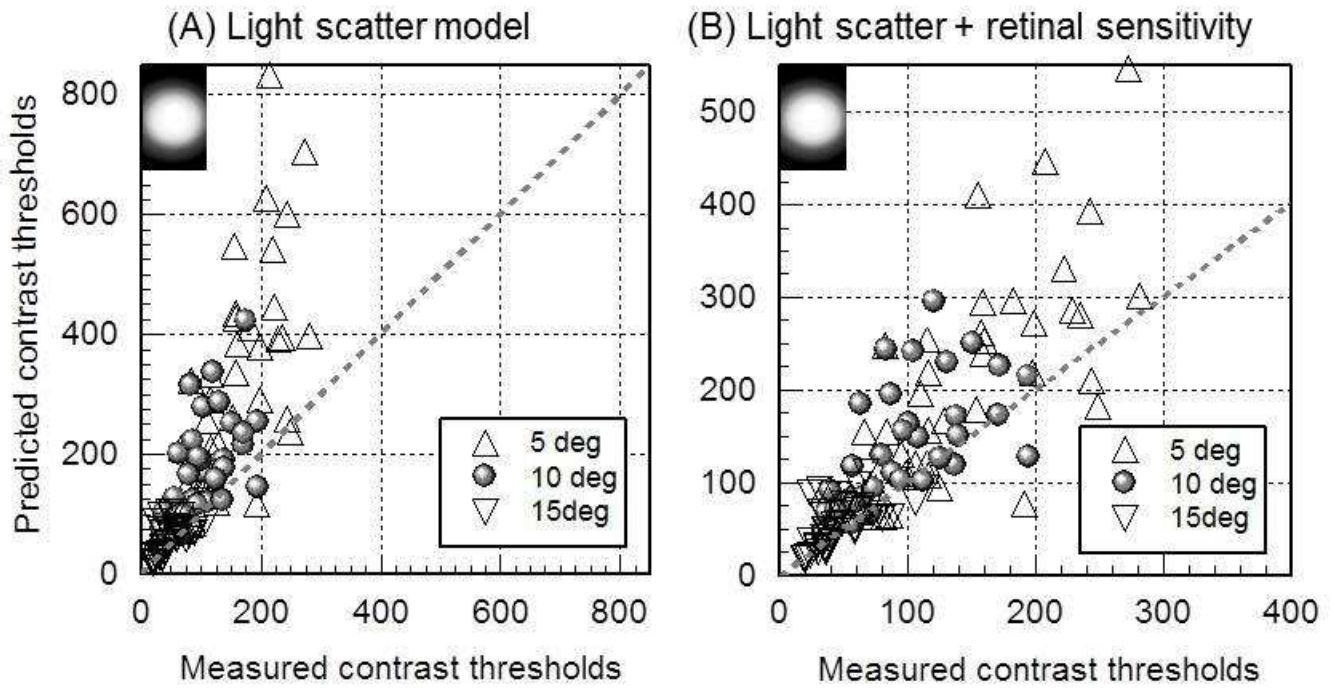 (A) Light scatter model
Predicted contrast thresholds
800
600
400
200
0
5 deg
10 deg
15deg
0 200 400 600 800
Measured contrast thresholds
(B) Light scatter + retinal sensitivity
500
400
300
200
100
0
5 deg
10 deg
15deg
0 100 200 300 400
Measured contrast thresholds